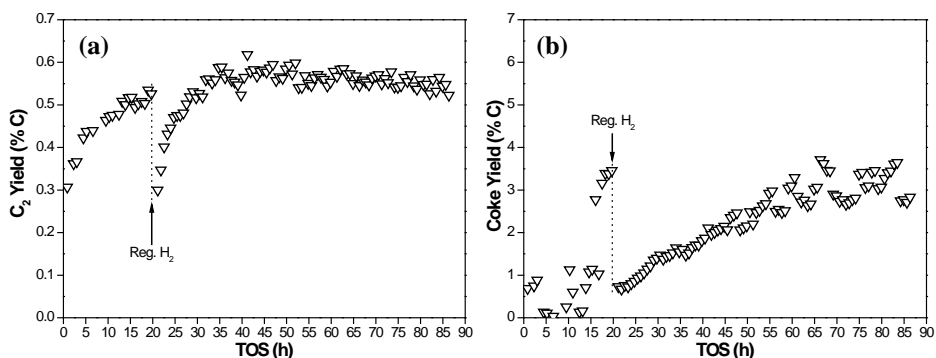 (a)
C₂ Yield (% C)
0.7
0.6
0.5
0.4
0.3
0.2
0.1
0.0
Reg. H₂
0 5 10 15 20 25 30 35 40 45 50 55 60 65 70 75 80 85 90
TOS (h)
(b)
Coke Yield (% C)
7
6
5
4
3
2
1
0
Reg. H₂
0 5 10 15 20 25 30 35 40 45 50 55 60 65 70 75 80 85 90
TOS (h)